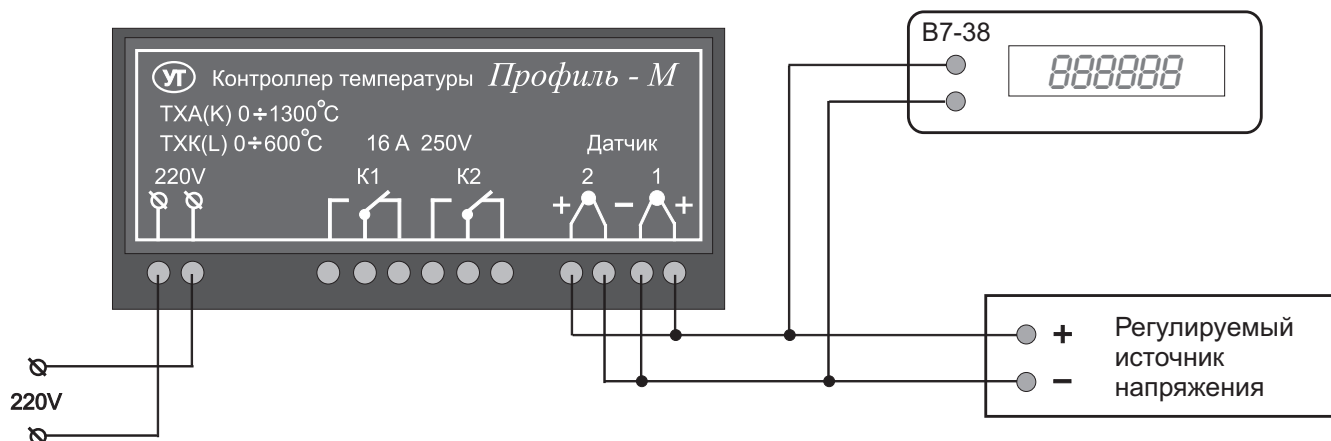 УТ Контроллер температуры Профиль - М
ТХА(К) 0÷1300°С
ТХК(L) 0÷600°С 16 А 250V Датчик
220V К1 К2 2 1
+ − +
В7-38
888888
+ Регулируемый
источник
− напряжения
220V